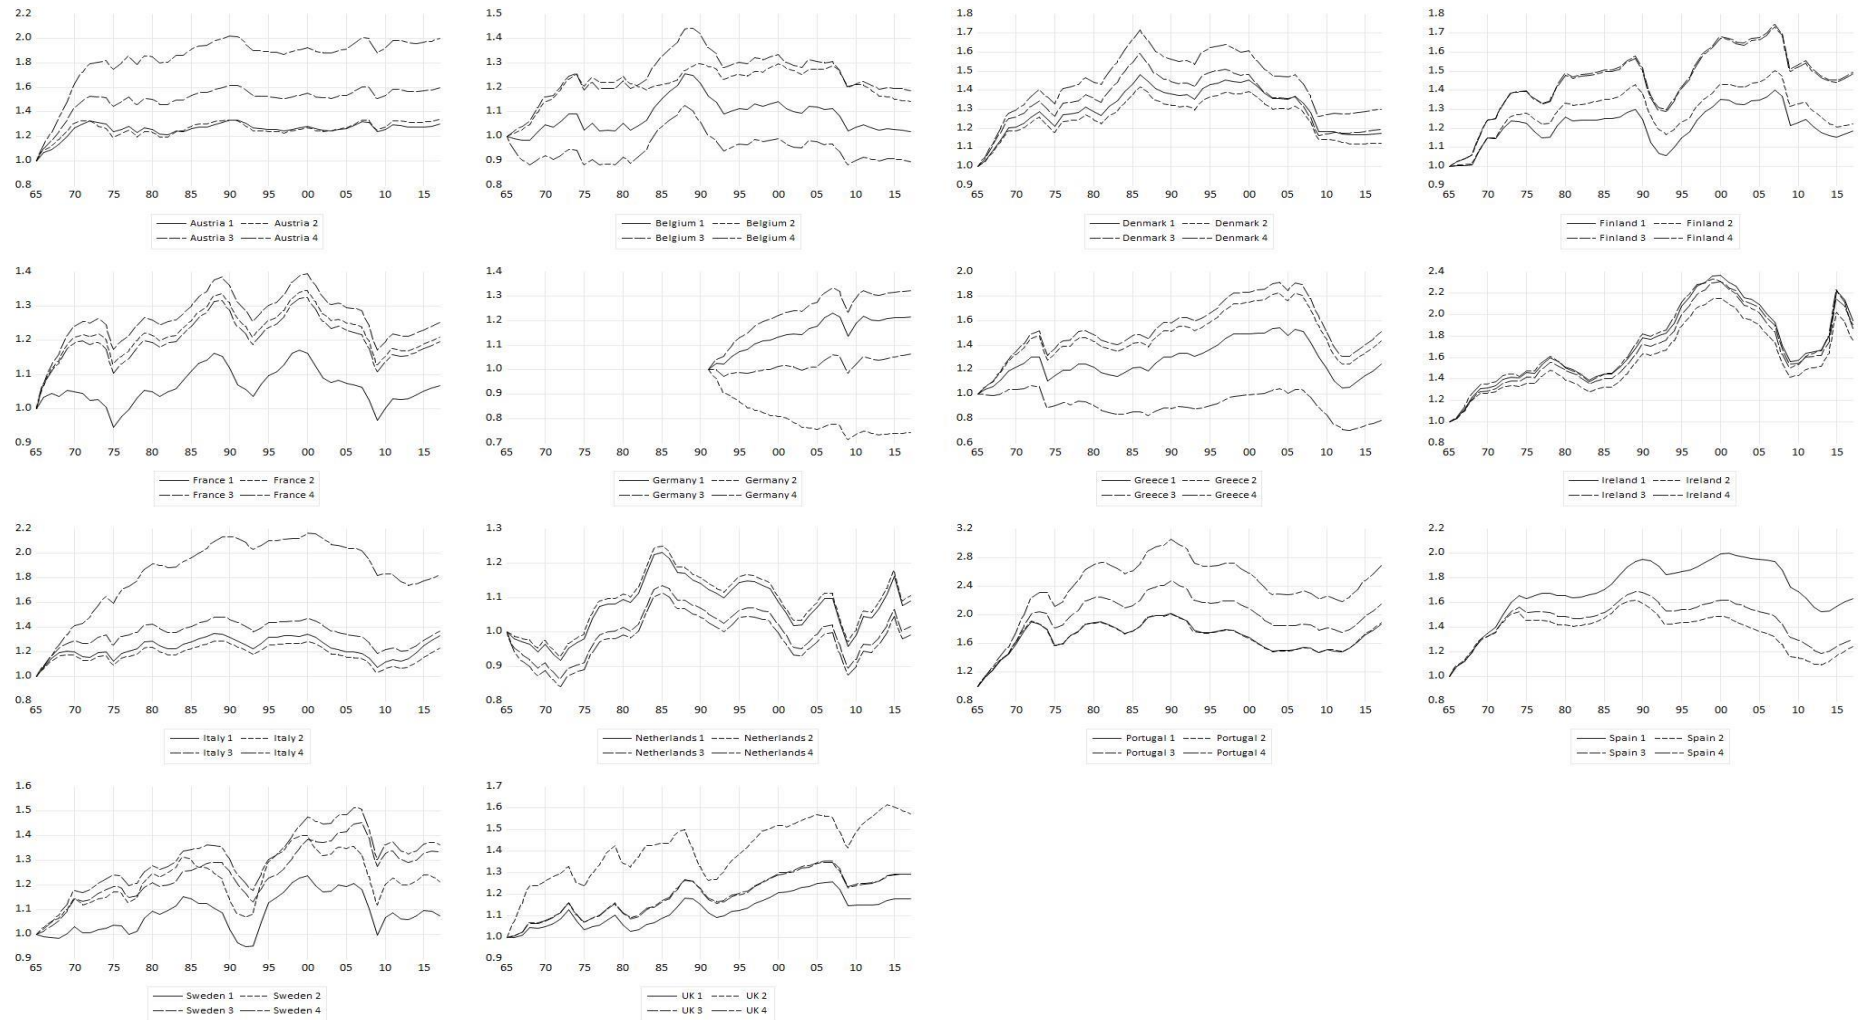 2.2
2.0
1.8
1.6
1.4
1.2
1.0
0.8
65 70 75 80 85 90 95 00 05 10 15
Austria 1 Austria 2
Austria 3 Austria 4
1.5
1.4
1.3
1.2
1.1
1.0
0.9
0.8
65 70 75 80 85 90 95 00 05 10 15
Belgium 1 Belgium 2
Belgium 3 Belgium 4
1.8
1.7
1.6
1.5
1.4
1.3
1.2
1.1
1.0
0.9
65 70 75 80 85 90 95 00 05 10 15
Denmark 1 Denmark 2
Denmark 3 Denmark 4
1.8
1.7
1.6
1.5
1.4
1.3
1.2
1.1
1.0
0.9
65 70 75 80 85 90 95 00 05 10 15
Finland 1 Finland 2
Finland 3 Finland 4
1.4
1.3
1.2
1.1
1.0
0.9
65 70 75 80 85 90 95 00 05 10 15
France 1 France 2
France 3 France 4
1.4
1.3
1.2
1.1
1.0
0.9
0.8
0.7
65 70 75 80 85 90 95 00 05 10 15
Germany 1 Germany 2
Germany 3 Germany 4
2.0
1.8
1.6
1.4
1.2
1.0
0.8
0.6
65 70 75 80 85 90 95 00 05 10 15
Greece 1 Greece 2
Greece 3 Greece 4
2.4
2.2
2.0
1.8
1.6
1.4
1.2
1.0
0.8
65 70 75 80 85 90 95 00 05 10 15
Ireland 1 Ireland 2
Ireland 3 Ireland 4
2.2
2.0
1.8
1.6
1.4
1.2
1.0
0.8
65 70 75 80 85 90 95 00 05 10 15
Italy 1 Italy 2
Italy 3 Italy 4
1.3
1.2
1.1
1.0
0.9
0.8
65 70 75 80 85 90 95 00 05 10 15
Netherlands 1 Netherlands 2
Netherlands 3 Netherlands 4
3.2
2.8
2.4
2.0
1.6
1.2
0.8
65 70 75 80 85 90 95 00 05 10 15
Portugal 1 Portugal 2
Portugal 3 Portugal 4
2.2
2.0
1.8
1.6
1.4
1.2
1.0
0.8
65 70 75 80 85 90 95 00 05 10 15
Spain 1 Spain 2
Spain 3 Spain 4
1.6
1.5
1.4
1.3
1.2
1.1
1.0
0.9
65 70 75 80 85 90 95 00 05 10 15
Sweden 1 Sweden 2
Sweden 3 Sweden 4
1.7
1.6
1.5
1.4
1.3
1.2
1.1
1.0
0.9
65 70 75 80 85 90 95 00 05 10 15
UK 1 UK 2
UK 3 UK 4